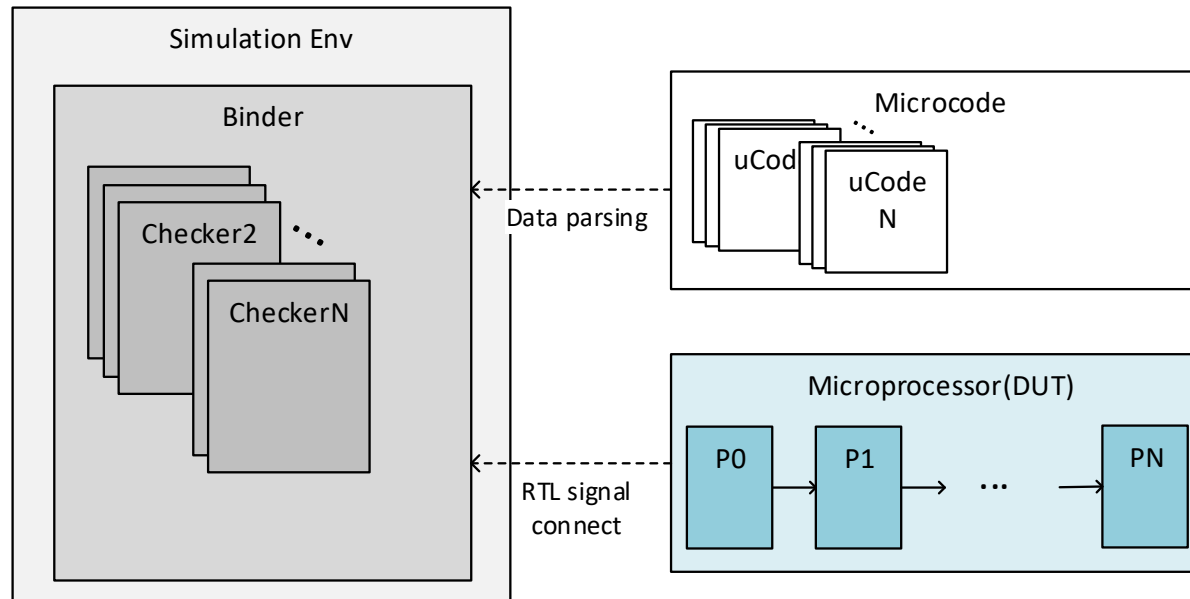 Simulation Env
Binder
Checker2
CheckerN
Data parsing
RTL signal
connect
Microcode
uCod
uCode
N
Microprocessor(DUT)
P0
P1
...
PN